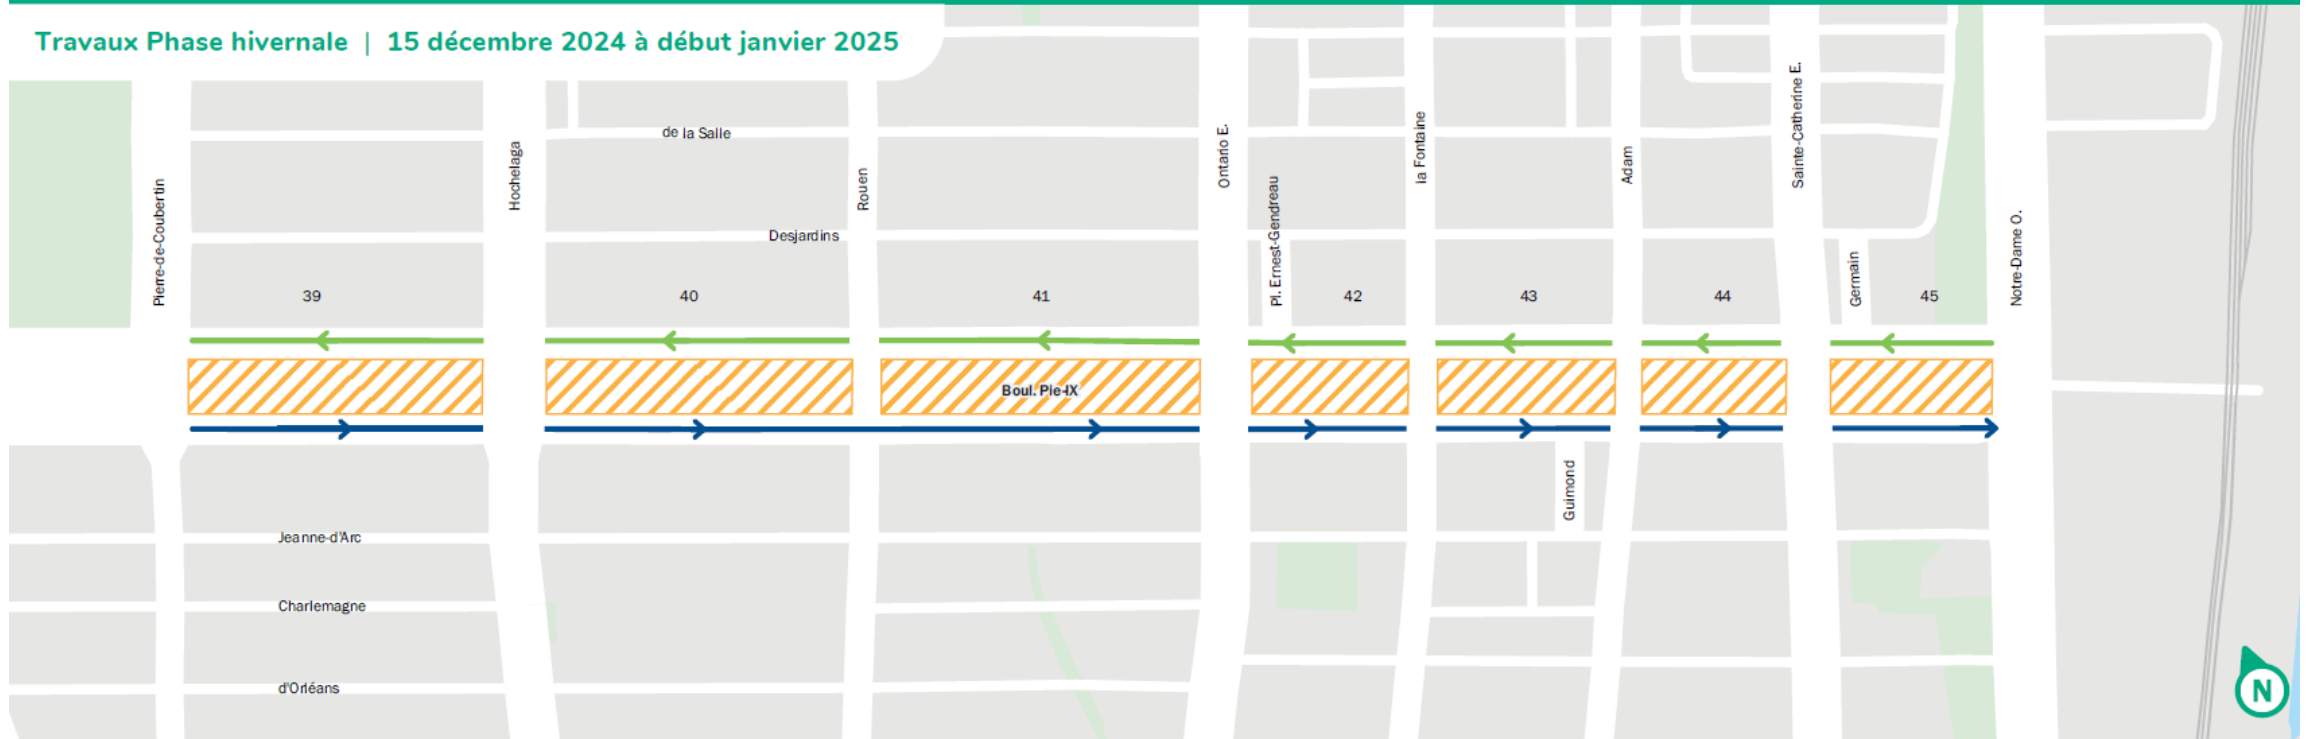 Travaux Phase hivernale | 15 décembre 2024 à début janvier 2025
de la Salle
Desjardins
Pierre-de-Coubertin
Hochelaga
Rouen
Ontario E.
Pl. Ernest-Gendreau
la Fontaine
Adam
Sainte-Catherine E.
Germain
Notre-Dame O.
39
40
41
42
43
44
45
Boul. Pie-IX
Guimond
Jeanne-d'Arc
Charlemagne
d'Orléans
N